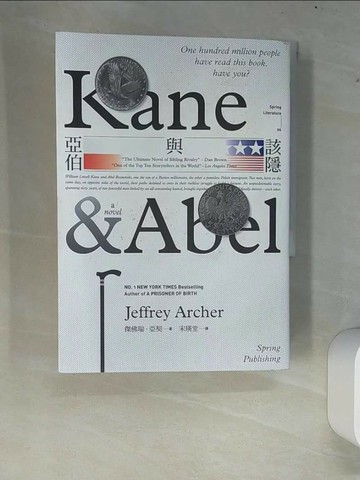 One hundred million people
have read this book.
have you?
Kane
Spring
Literature
亞伯 與 該隱
"The Ultimate Novel of Sibling Rivalry" - Dan Brown
"One of the Top Ten Storytellers in the World" - Los Angeles Times
a
novel
& Abel
NO. 1 NEW YORK TIMES Bestselling
Author of A PRISONER OF BIRTH
Jeffrey Archer
傑佛瑞・亞契 著 宋瑛堂 譯
Spring
Publishing